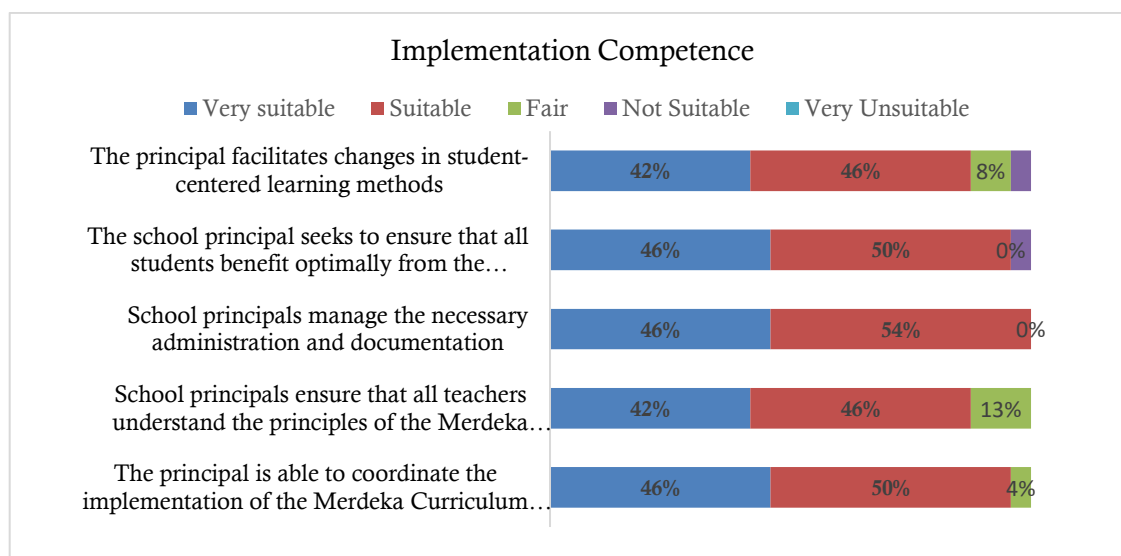 Implementation Competence
Very suitable Suitable Fair Not Suitable Very Unsuitable
The principal facilitates changes in student-
centered learning methods
42% 46% 8%
The school principal seeks to ensure that all
students benefit optimally from the…
46% 50% 0%
School principals manage the necessary
administration and documentation
46% 54% 0%
School principals ensure that all teachers
understand the principles of the Merdeka…
42% 46% 13%
The principal is able to coordinate the
implementation of the Merdeka Curriculum…
46% 50% 4%